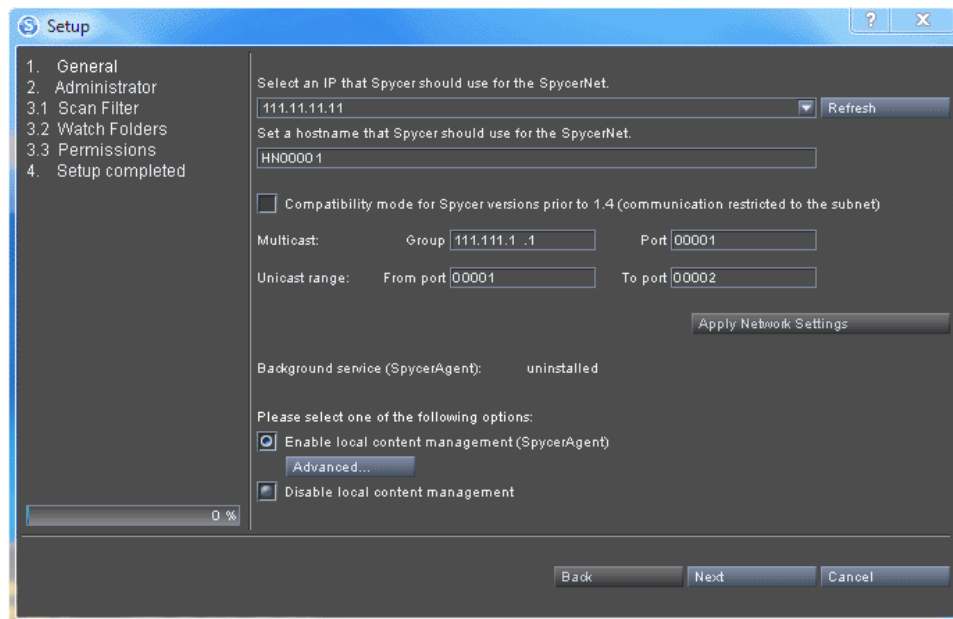 Setup
?
X
1. General
2. Administrator
3.1 Scan Filter
3.2 Watch Folders
3.3 Permissions
4. Setup completed
0 %
Select an IP that Spycer should use for the SpycerNet.
111.11.11.11
Refresh
Set a hostname that Spycer should use for the SpycerNet.
HN00001
Compatibility mode for Spycer versions prior to 1.4 (communication restricted to the subnet)
Multicast: Group 111.111.1 .1 Port 00001
Unicast range: From port 00001 To port 00002
Apply Network Settings
Background service (SpycerAgent): uninstalled
Please select one of the following options:
Enable local content management (SpycerAgent)
Advanced...
Disable local content management
Back Next Cancel